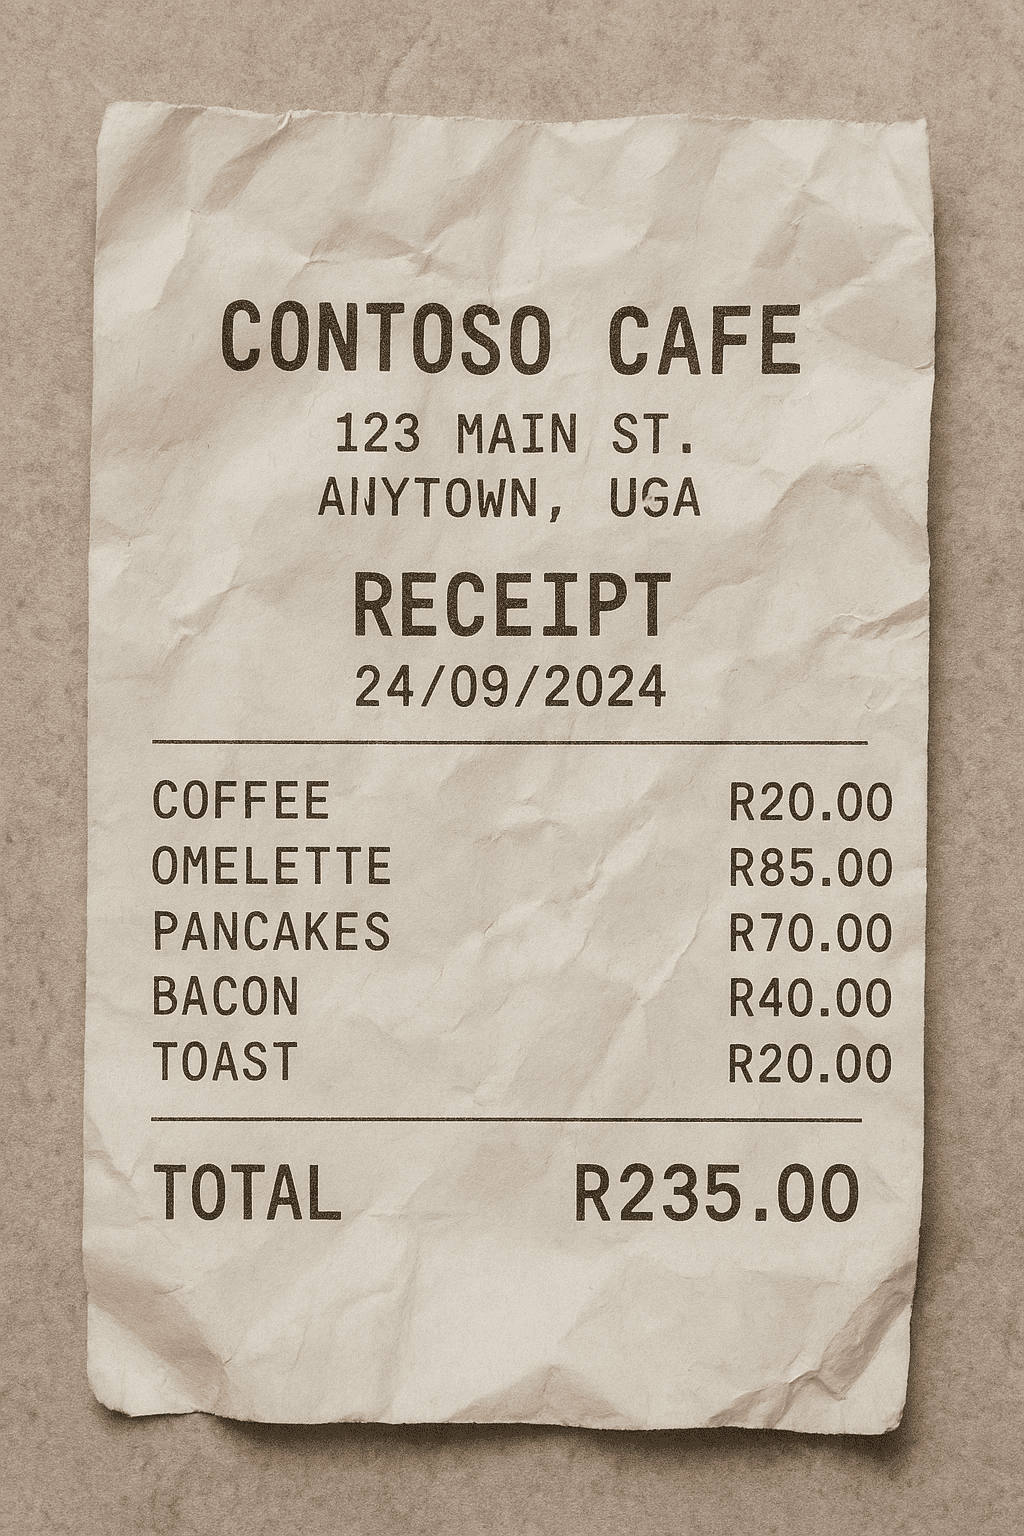 CONTOSO CAFE
123 MAIN ST.
ANYTOWN, UGA
RECEIPT
24/09/2024
COFFEE R20.00
OMELETTE R85.00
PANCAKES R70.00
BACON R40.00
TOAST R20.00
TOTAL R235.00